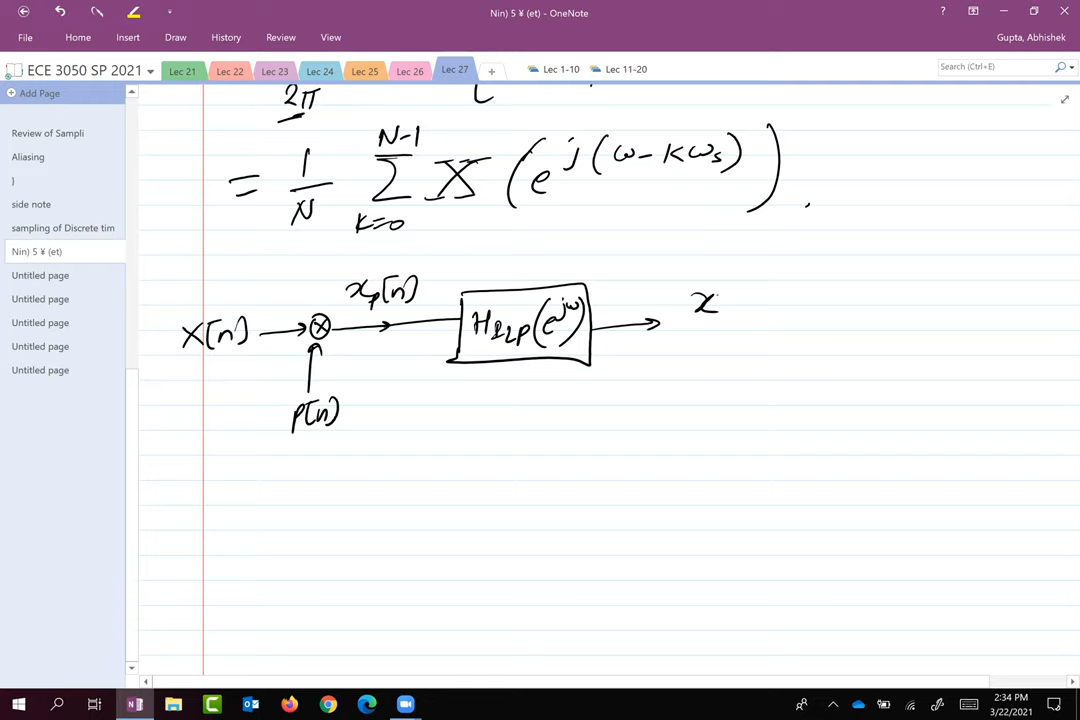 Nin) 5 ¥ (et) - OneNote
File Home Insert Draw History Review View Gupta, Abhishek
ECE 3050 SP 2021 Lec 21 Lec 22 Lec 23 Lec 24 Lec 25 Lec 26 Lec 27 Lec 1-10 Lec 11-20 Search (Ctrl+E)
Add Page
Review of Sampli
Aliasing
}
side note
sampling of Discrete tim
Nin) 5 ¥ (et)
Untitled page
Untitled page
Untitled page
Untitled page
Untitled page
2π
= 1/N Σ_{k=0}^{N-1} X(e^{j(ω-kω_s)}).
x_p[n]
x[n] → ⊗ → H_{LP}(e^{jω}) → x
p[n]
2:34 PM
3/22/2021